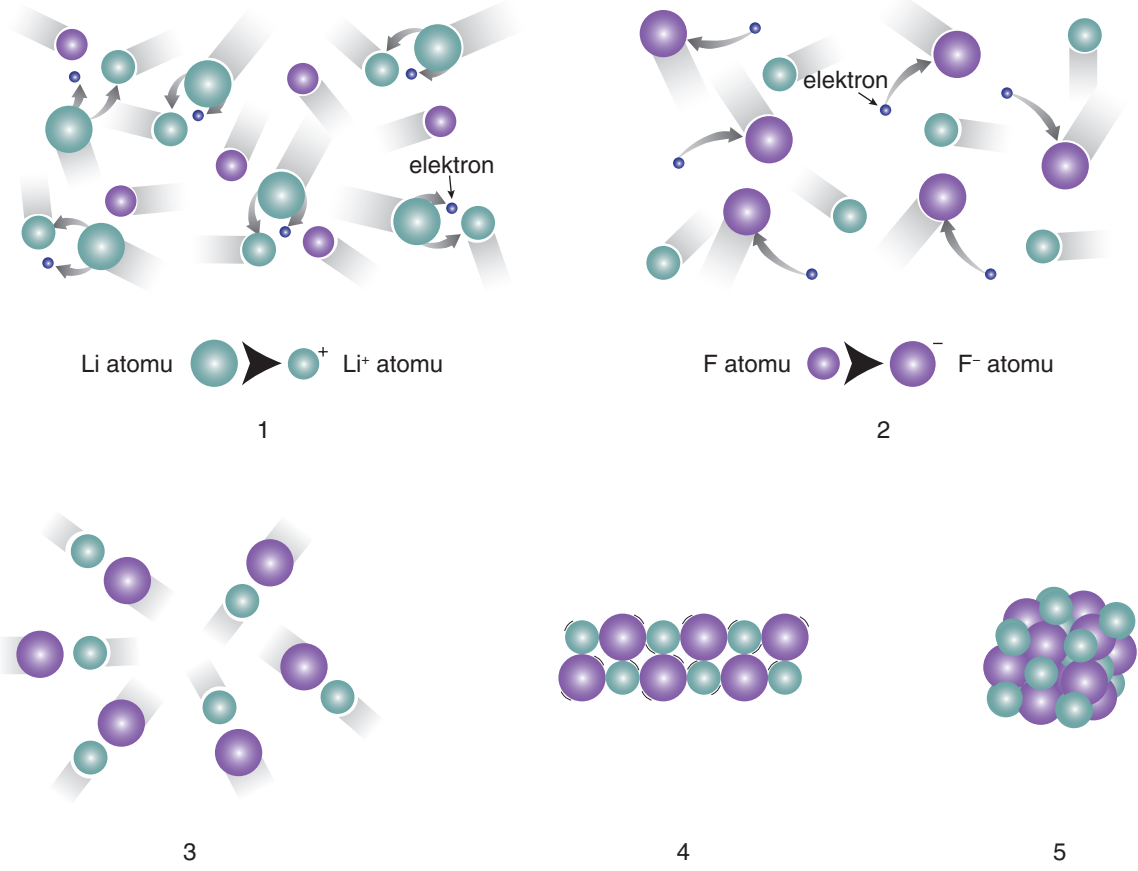 elektron
elektron
Li atomu
+
Li⁺ atomu
F atomu
−
F⁻ atomu
1
2
3
4
5